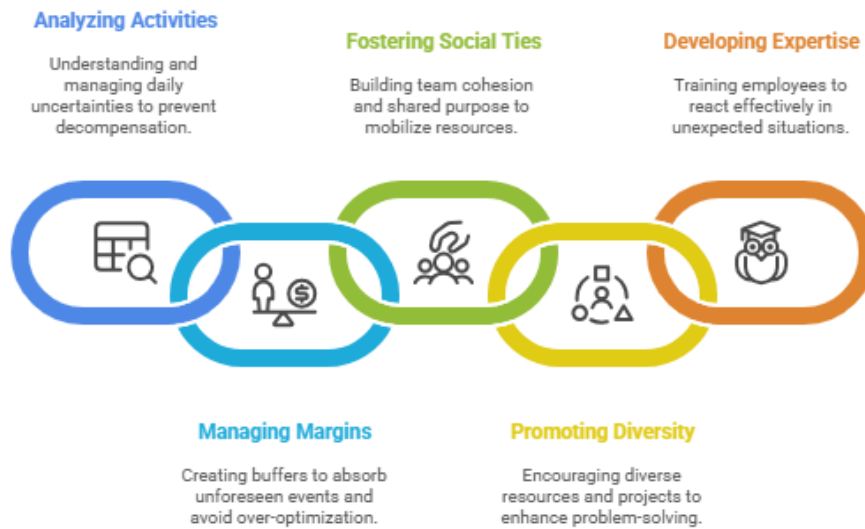 Analyzing Activities
Understanding and
managing daily
uncertainties to prevent
decompensation.
Fostering Social Ties
Building team cohesion
and shared purpose to
mobilize resources.
Developing Expertise
Training employees to
react effectively in
unexpected situations.
$
Managing Margins
Creating buffers to absorb
unforeseen events and
avoid over-optimization.
Promoting Diversity
Encouraging diverse
resources and projects to
enhance problem-solving.